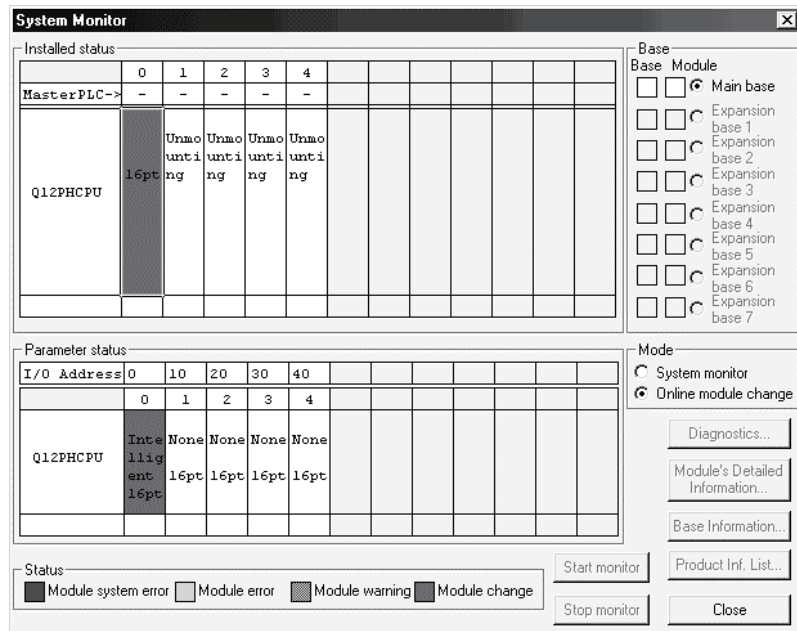 System Monitor
Installed status
0 1 2 3 4
MasterPLC-> - - - - -
Q12PHCPU
16pt
Unmo
unti
ng
Unmo
unti
ng
Unmo
unti
ng
Unmo
unti
ng
Base
Base Module
Main base
Expansion
base 1
Expansion
base 2
Expansion
base 3
Expansion
base 4
Expansion
base 5
Expansion
base 6
Expansion
base 7
Parameter status
I/O Address 0 10 20 30 40
0 1 2 3 4
Q12PHCPU
Inte
llig
ent
16pt
None
16pt
None
16pt
None
16pt
None
16pt
Mode
System monitor
Online module change
Diagnostics...
Module's Detailed
Information...
Base Information...
Product Inf. List...
Status
Module system error Module error Module warning Module change
Start monitor
Stop monitor
Close